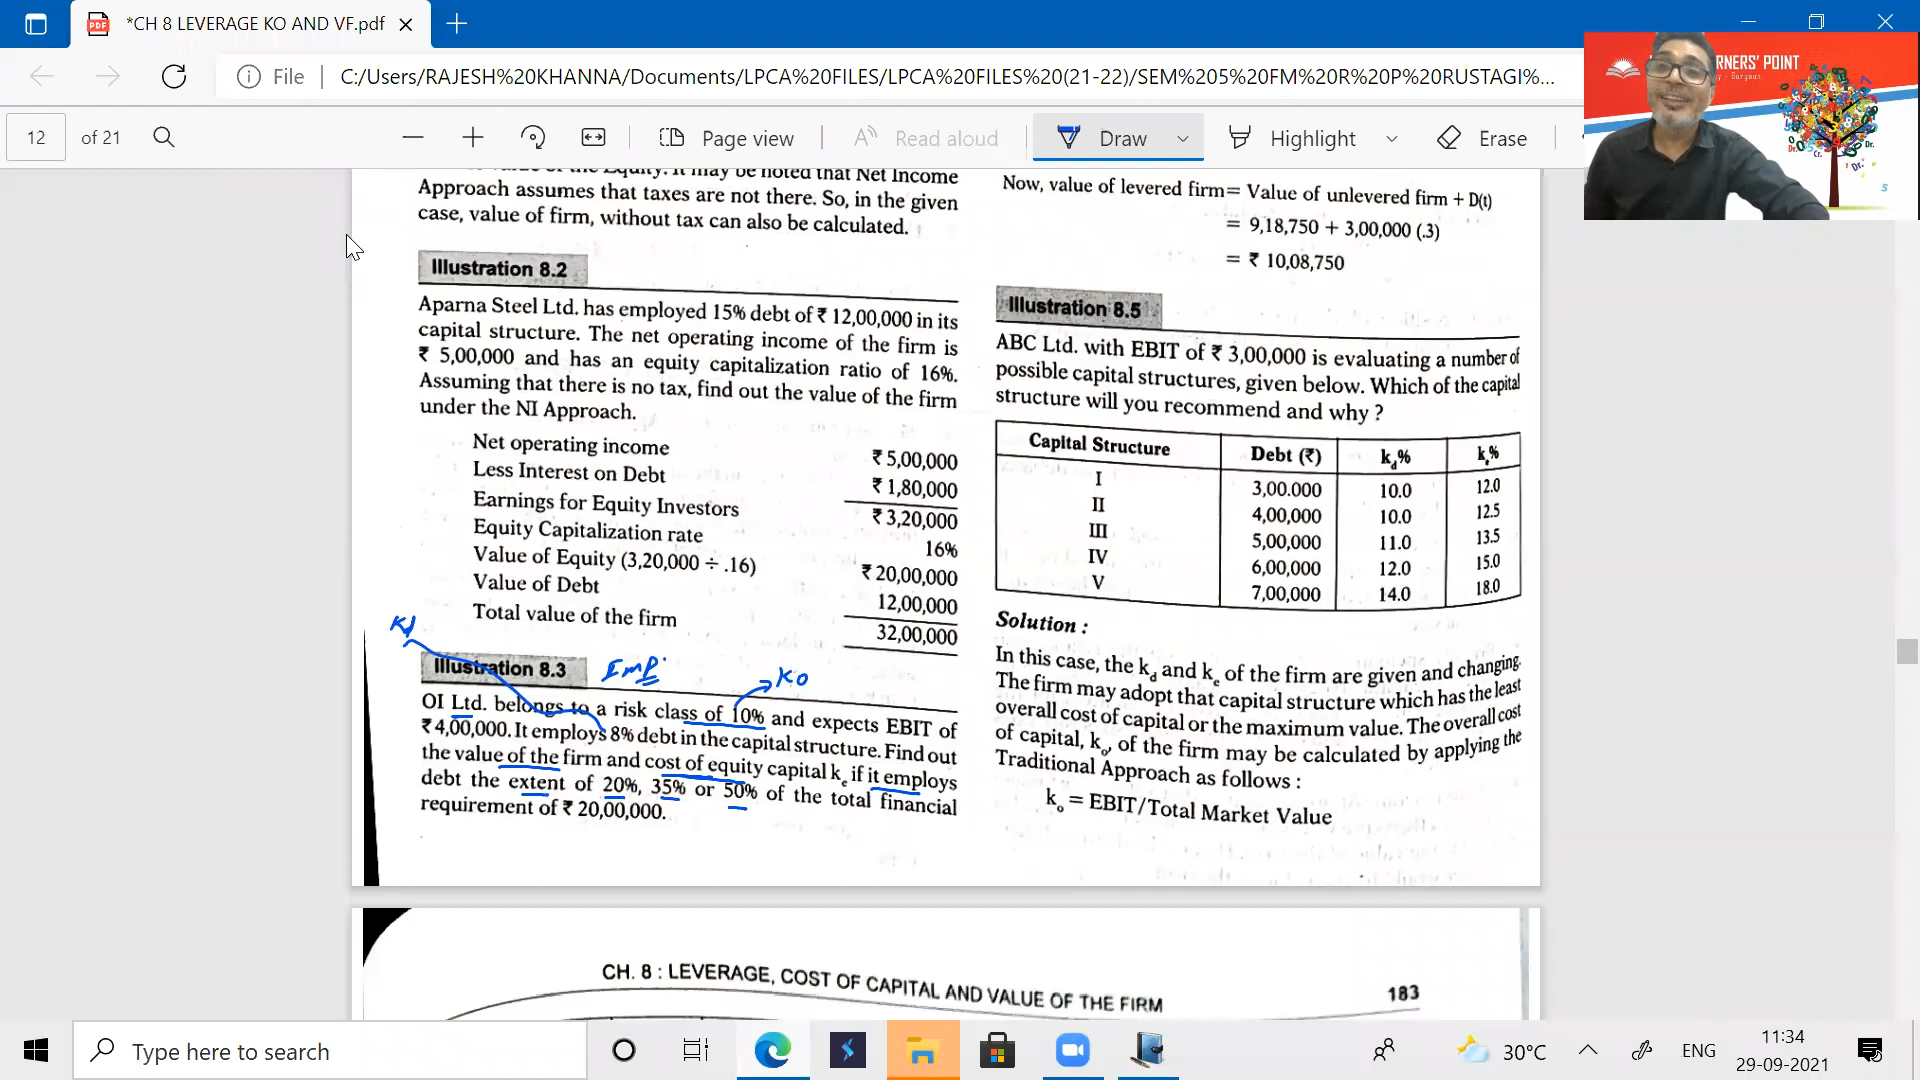 *CH 8 LEVERAGE KO AND VF.pdf
File
C:/Users/RAJESH%20KHANNA/Documents/LPCA%20FILES/LPCA%20FILES%20(21-22)/SEM%205%20FM%20R%20P%20RUSTAGI%...
RNERS' POINT
12 of 21
Page view
Read aloud
Draw
Highlight
Erase
Equity. It may be noted that Net Income
Approach assumes that taxes are not there. So, in the given
case, value of firm, without tax can also be calculated.
Illustration 8.2
Aparna Steel Ltd. has employed 15% debt of ₹ 12,00,000 in its
capital structure. The net operating income of the firm is
₹ 5,00,000 and has an equity capitalization ratio of 16%.
Assuming that there is no tax, find out the value of the firm
under the NI Approach.
Net operating income ₹ 5,00,000
Less Interest on Debt ₹ 1,80,000
Earnings for Equity Investors ₹ 3,20,000
Equity Capitalization rate 16%
Value of Equity (3,20,000 ÷ .16) ₹ 20,00,000
Value of Debt 12,00,000
Total value of the firm 32,00,000
Kd
Illustration 8.3 Imp.
Ko
OI Ltd. belongs to a risk class of 10% and expects EBIT of
₹ 4,00,000. It employs 8% debt in the capital structure. Find out
the value of the firm and cost of equity capital kₑ if it employs
debt the extent of 20%, 35% or 50% of the total financial
requirement of ₹ 20,00,000.
Now, value of levered firm= Value of unlevered firm + D(t)
= 9,18,750 + 3,00,000 (.3)
= ₹ 10,08,750
Illustration 8.5
ABC Ltd. with EBIT of ₹ 3,00,000 is evaluating a number of
possible capital structures, given below. Which of the capital
structure will you recommend and why ?
Capital Structure Debt (₹) kd% kₑ%
I 3,00.000 10.0 12.0
II 4,00,000 10.0 12.5
III 5,00,000 11.0 13.5
IV 6,00,000 12.0 15.0
V 7,00,000 14.0 18.0
Solution :
In this case, the kd and kₑ of the firm are given and changing.
The firm may adopt that capital structure which has the least
overall cost of capital or the maximum value. The overall cost
of capital, kₒ, of the firm may be calculated by applying the
Traditional Approach as follows :
kₒ = EBIT/Total Market Value
CH. 8 : LEVERAGE, COST OF CAPITAL AND VALUE OF THE FIRM 183
Type here to search
30°C
ENG
11:34
29-09-2021